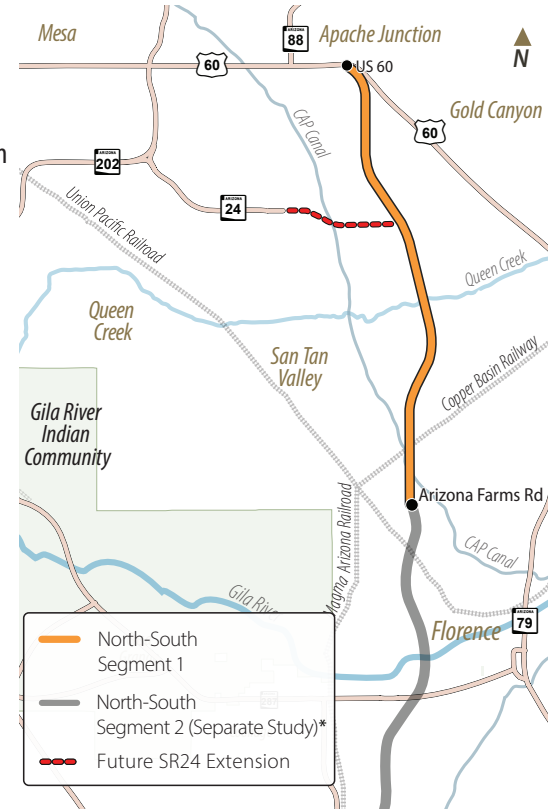 Mesa
ARIZONA
88
Apache Junction
N
60
US 60
Gold Canyon
60
CAP Canal
ARIZONA
202
Union Pacific Railroad
ARIZONA
24
Queen Creek
Queen
Creek
San Tan
Valley
Copper Basin Railway
Gila River
Indian
Community
Magma Arizona Railroad
Arizona Farms Rd
CAP Canal
Gila River
Florence
ARIZONA
79
North-South
Segment 1
North-South
Segment 2 (Separate Study)*
Future SR24 Extension